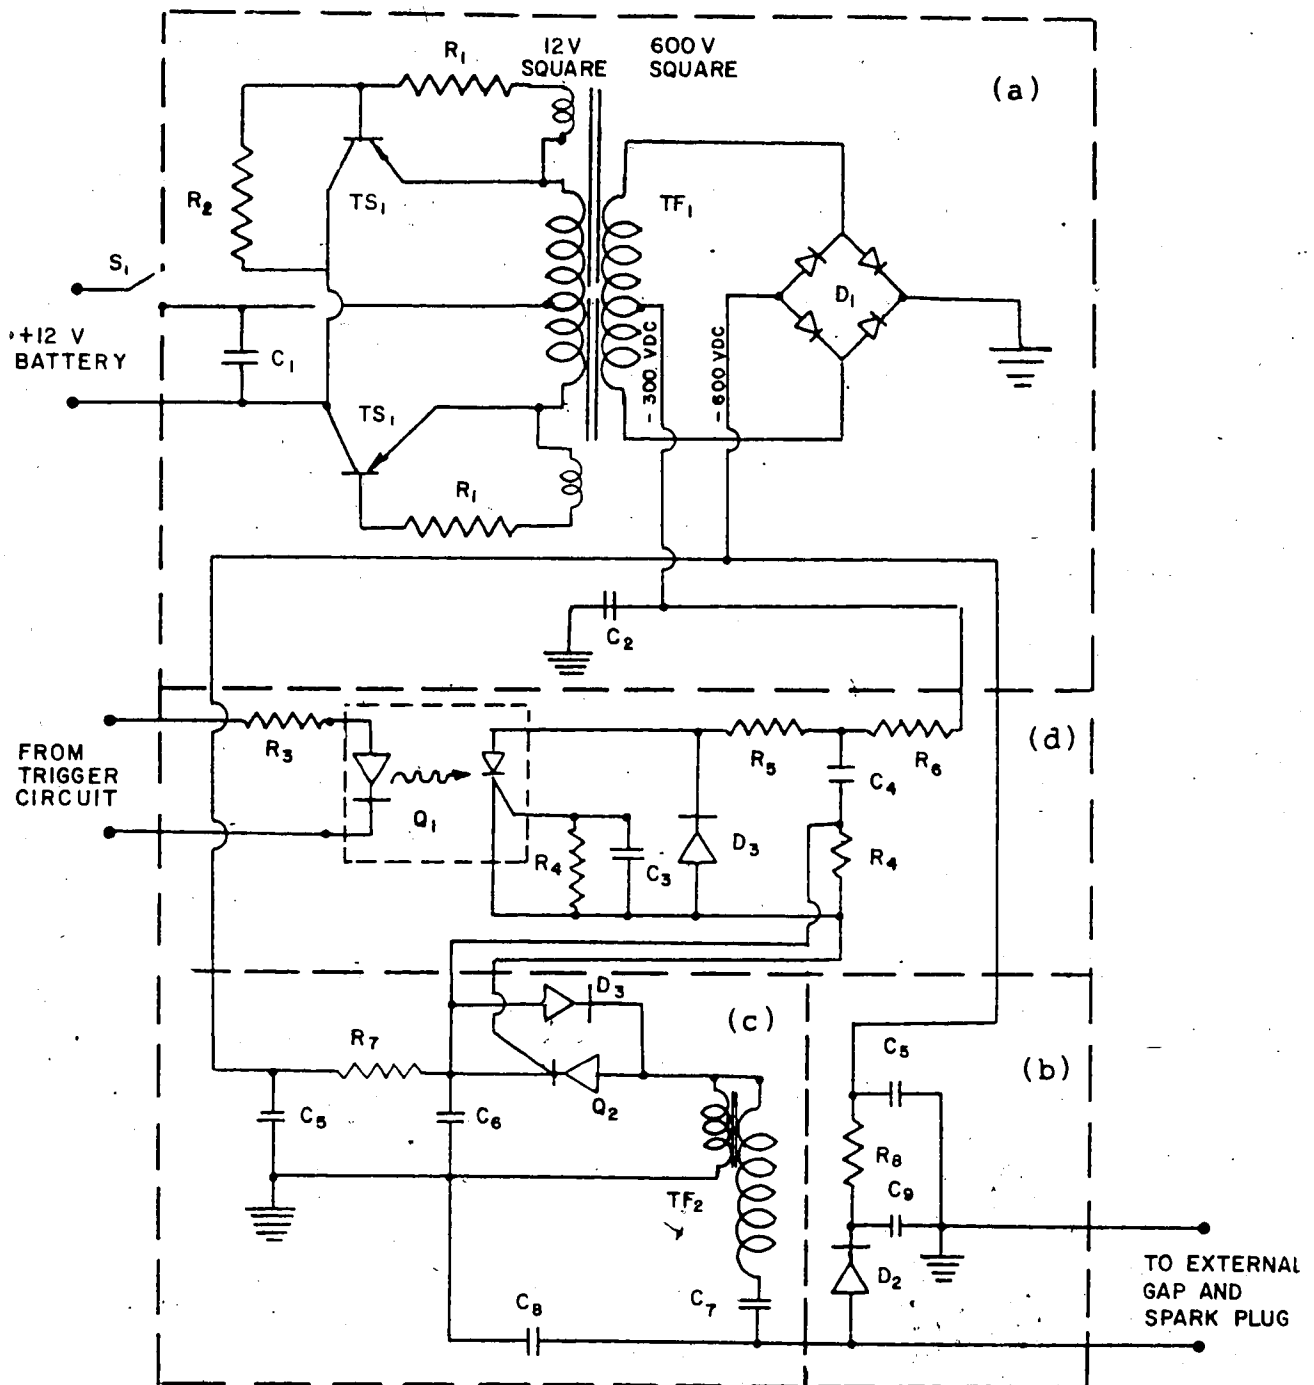 12V SQUARE
600V SQUARE
(a)
R₁
R₂
TS₁
TF₁
D₁
S₁
+12 V
BATTERY
C₁
-300 VDC
-600 VDC
TS₁
R₁
C₂
(d)
FROM
TRIGGER
CIRCUIT
R₃
Q₁
R₄
C₃
D₃
R₅
C₄
R₆
R₄
(c)
D₃
R₇
Q₂
C₅
C₆
TF₂
C₇
C₈
(b)
C₅
R₈
C₉
D₂
TO EXTERNAL
GAP AND
SPARK PLUG